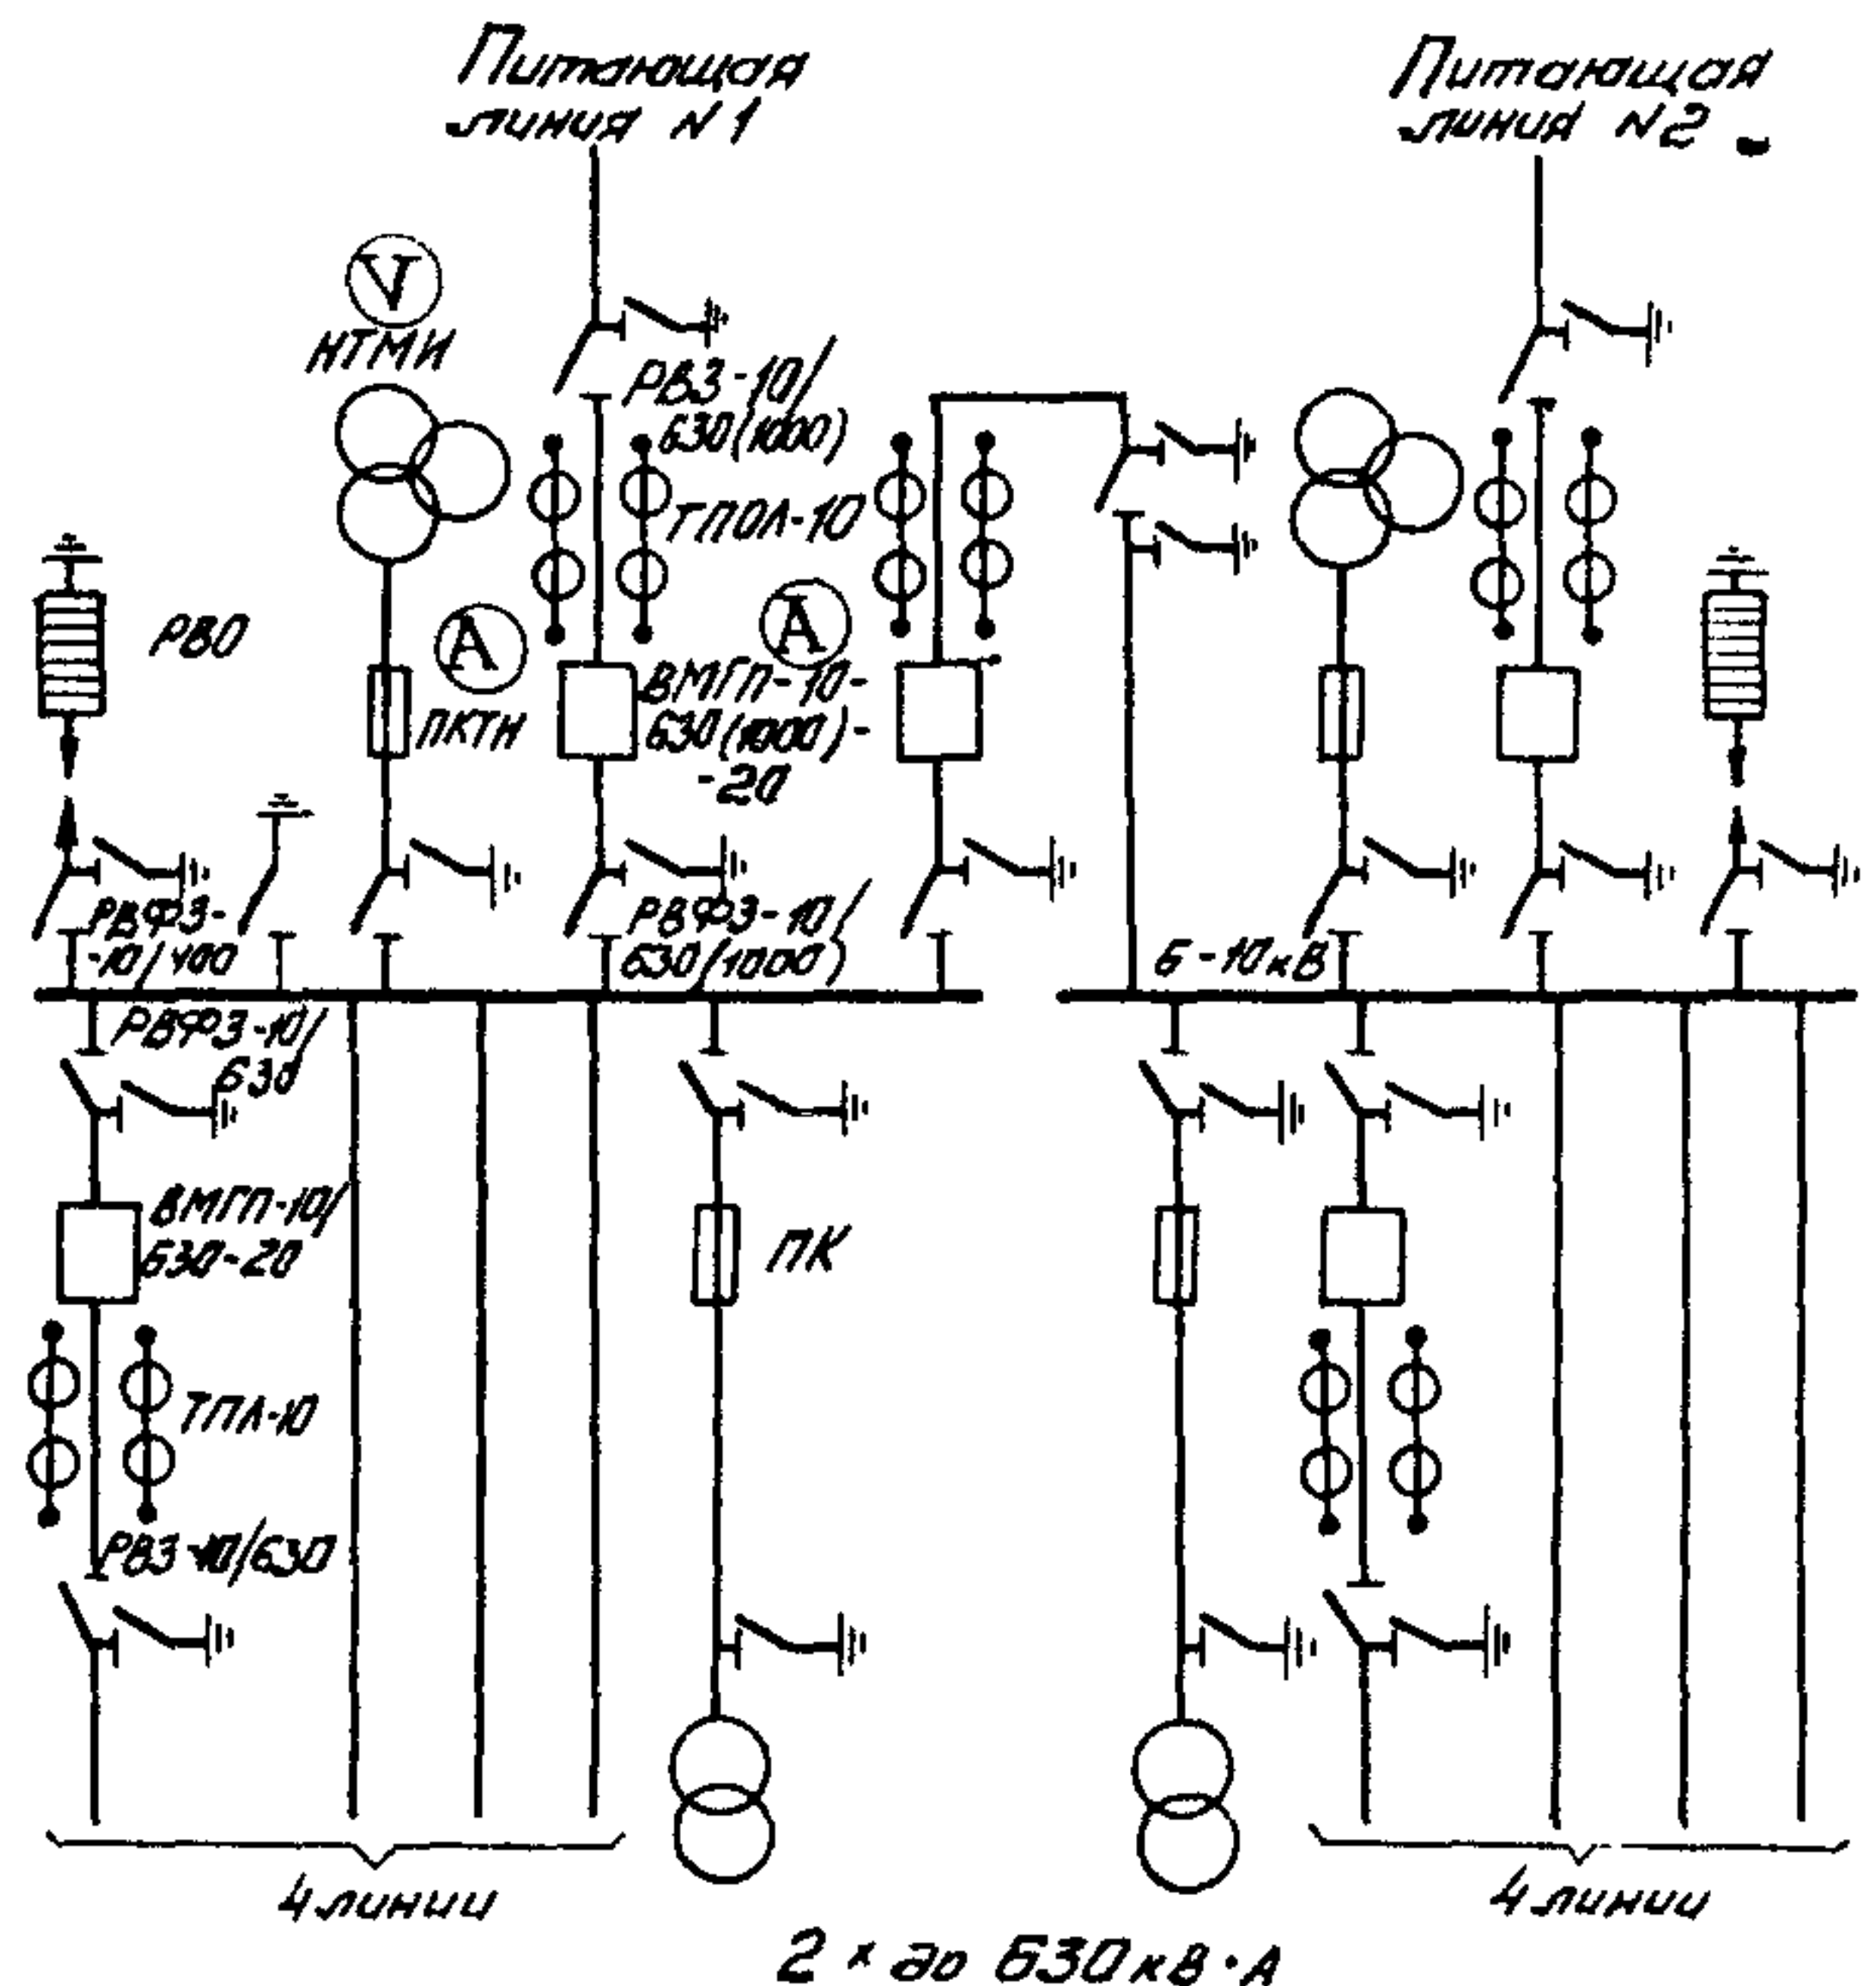 Питающая
линия N1
Питающая
линия N2
V
НТМИ
РВЗ-10/
630(1000)
ТПОЛ-10
РВО
А
А
ПКТН
ВМГП-10-
630(1000)-
-20
РВФЗ-
-10/400
РВФЗ-10/
630(1000)
6-10кВ
РВФЗ-10/
630
ВМГП-10/
630-20
ПК
ТПЛ-10
РВЗ-10/630
4 линии
4 линии
2 × до 630 кВ·А